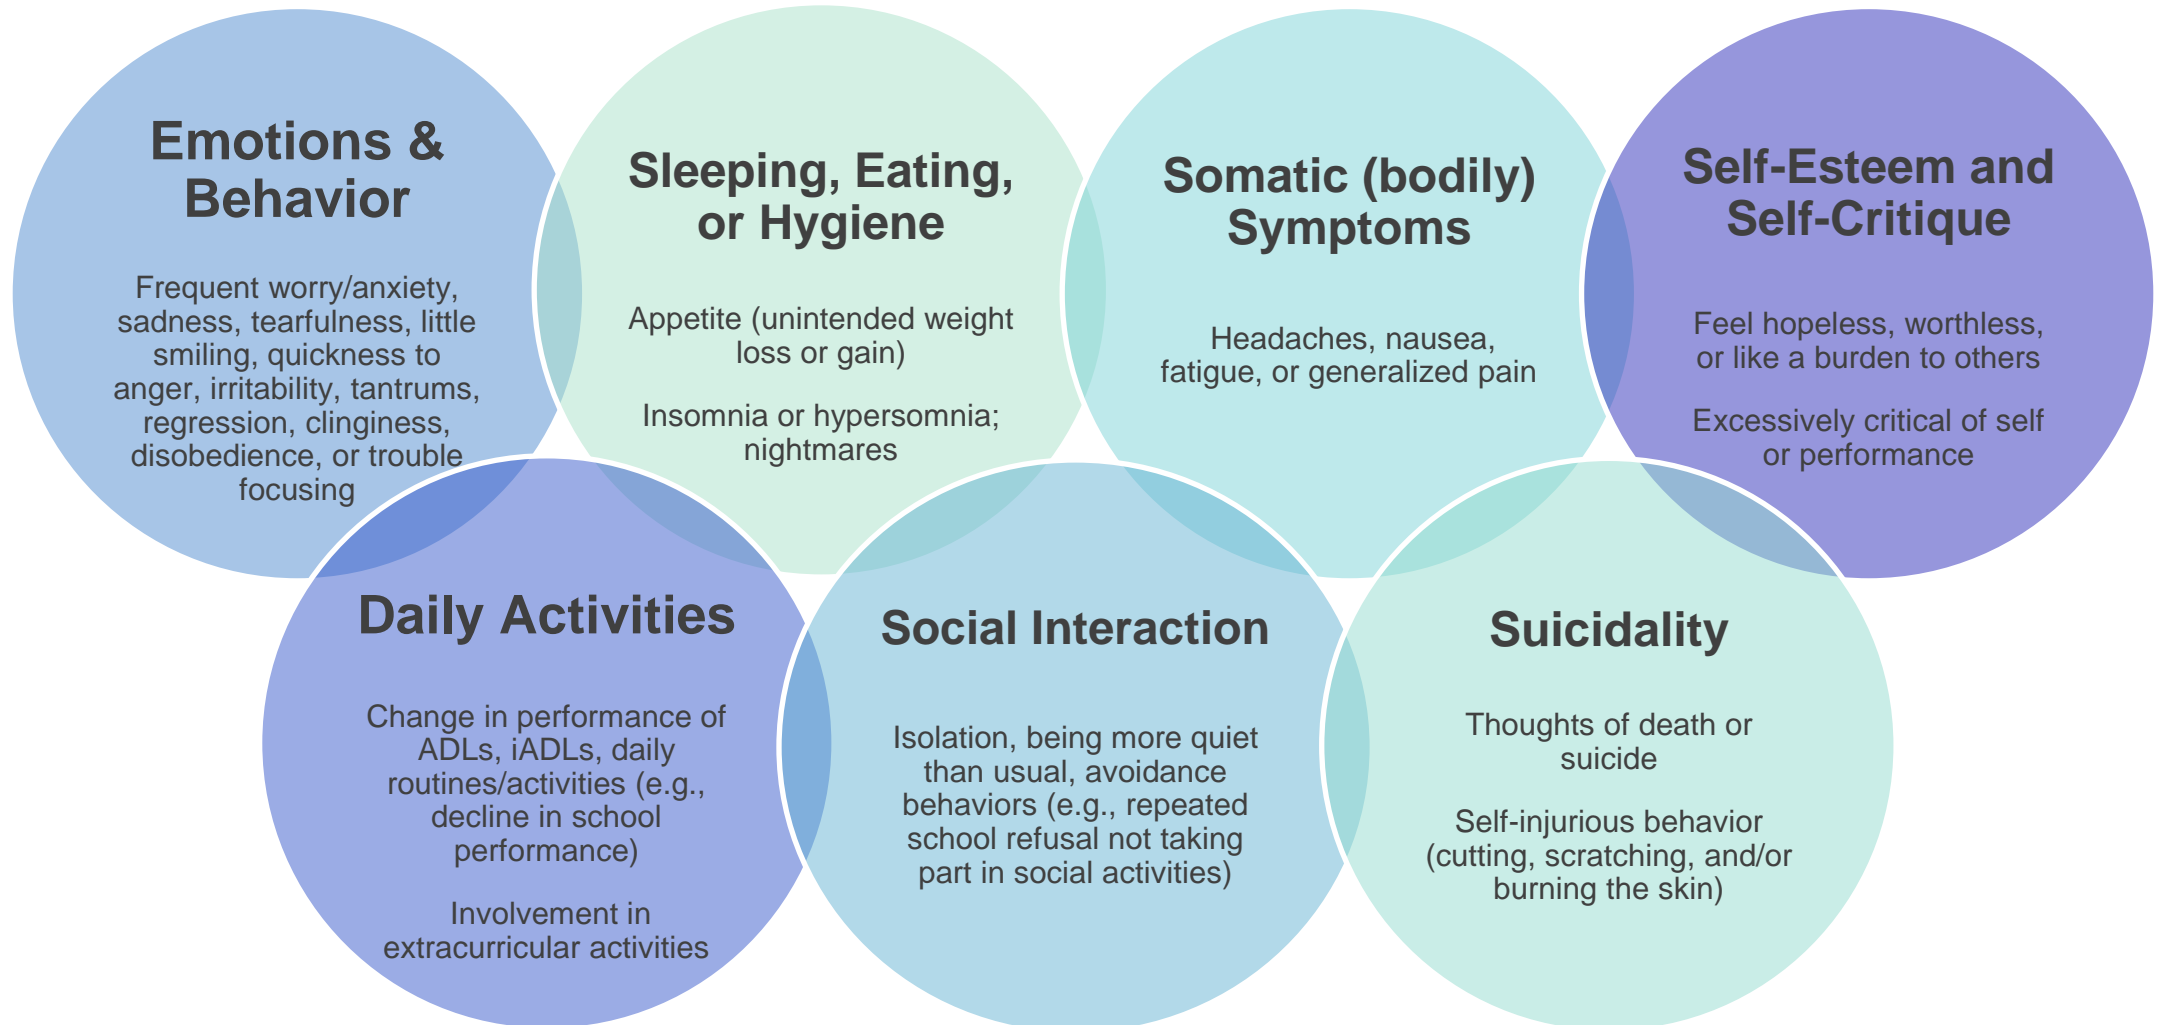 Emotions &
Behavior
Frequent worry/anxiety,
sadness, tearfulness, little
smiling, quickness to
anger, irritability, tantrums,
regression, clinginess,
disobedience, or trouble
focusing
Sleeping, Eating,
or Hygiene
Appetite (unintended weight
loss or gain)
Insomnia or hypersomnia;
nightmares
Somatic (bodily)
Symptoms
Headaches, nausea,
fatigue, or generalized pain
Self-Esteem and
Self-Critique
Feel hopeless, worthless,
or like a burden to others
Excessively critical of self
or performance
Daily Activities
Change in performance of
ADLs, iADLs, daily
routines/activities (e.g.,
decline in school
performance)
Involvement in
extracurricular activities
Social Interaction
Isolation, being more quiet
than usual, avoidance
behaviors (e.g., repeated
school refusal not taking
part in social activities)
Suicidality
Thoughts of death or
suicide
Self-injurious behavior
(cutting, scratching, and/or
burning the skin)